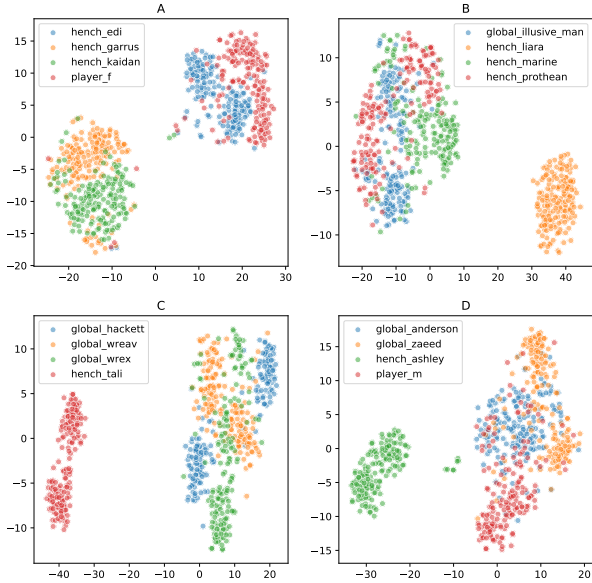 A
hench_edi
hench_garrus
hench_kaidan
player_f
15
10
5
0
−5
−10
−15
−20
−20 −10 0 10 20 30
B
global_illusive_man
hench_liara
hench_marine
hench_prothean
10
5
0
−5
−10
−20 −10 0 10 20 30 40
C
global_hackett
global_wreav
global_wrex
hench_tali
10
5
0
−5
−10
−40 −30 −20 −10 0 10 20
D
global_anderson
global_zaeed
hench_ashley
player_m
15
10
5
0
−5
−10
−15
−30 −20 −10 0 10 20